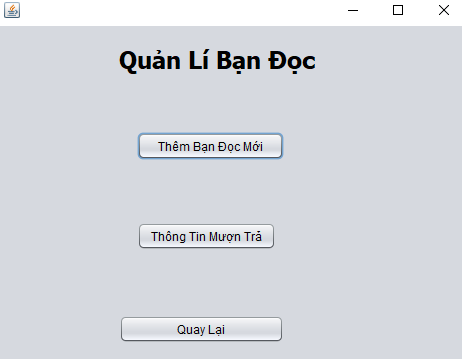 Quản Lí Bạn Đọc
Thêm Bạn Đọc Mới
Thông Tin Mượn Trả
Quay Lại